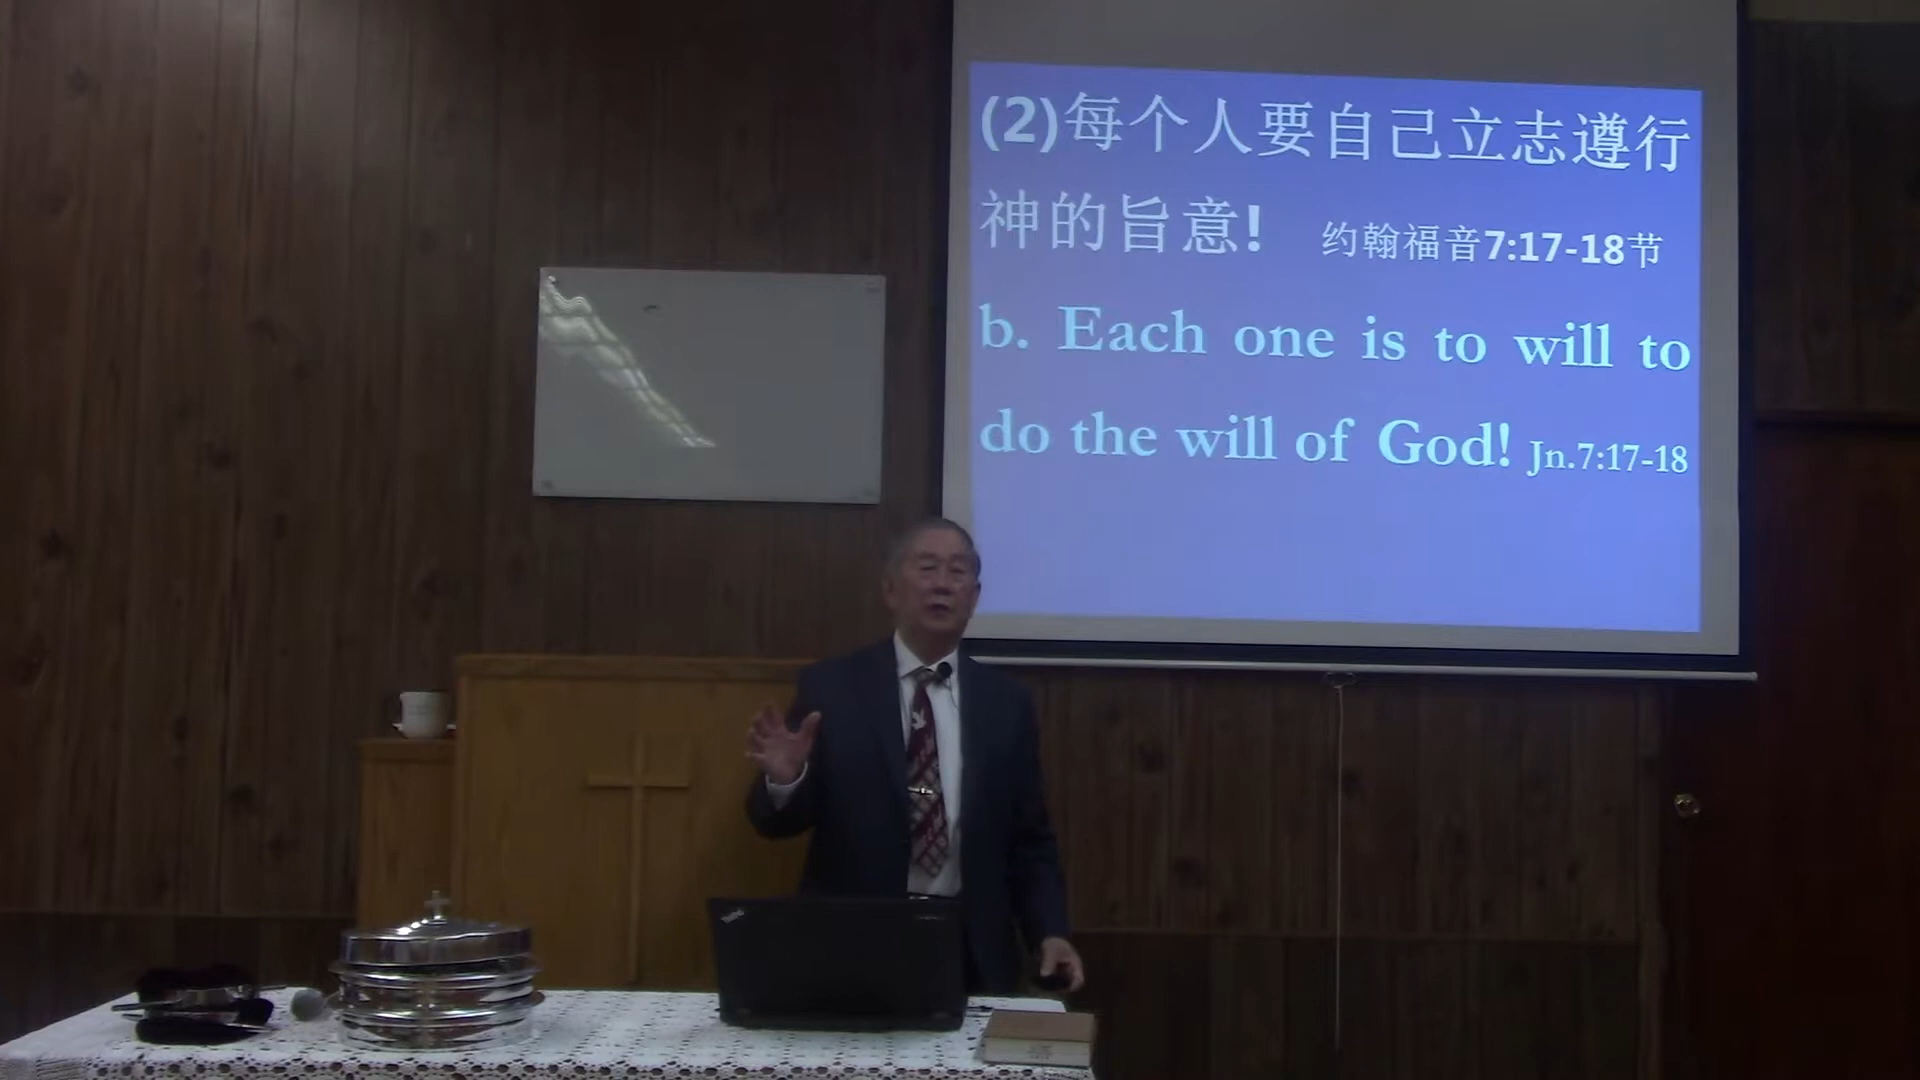 (2)每个人要自己立志遵行
神的旨意! 约翰福音7:17-18节
b. Each one is to will to
do the will of God! Jn.7:17-18